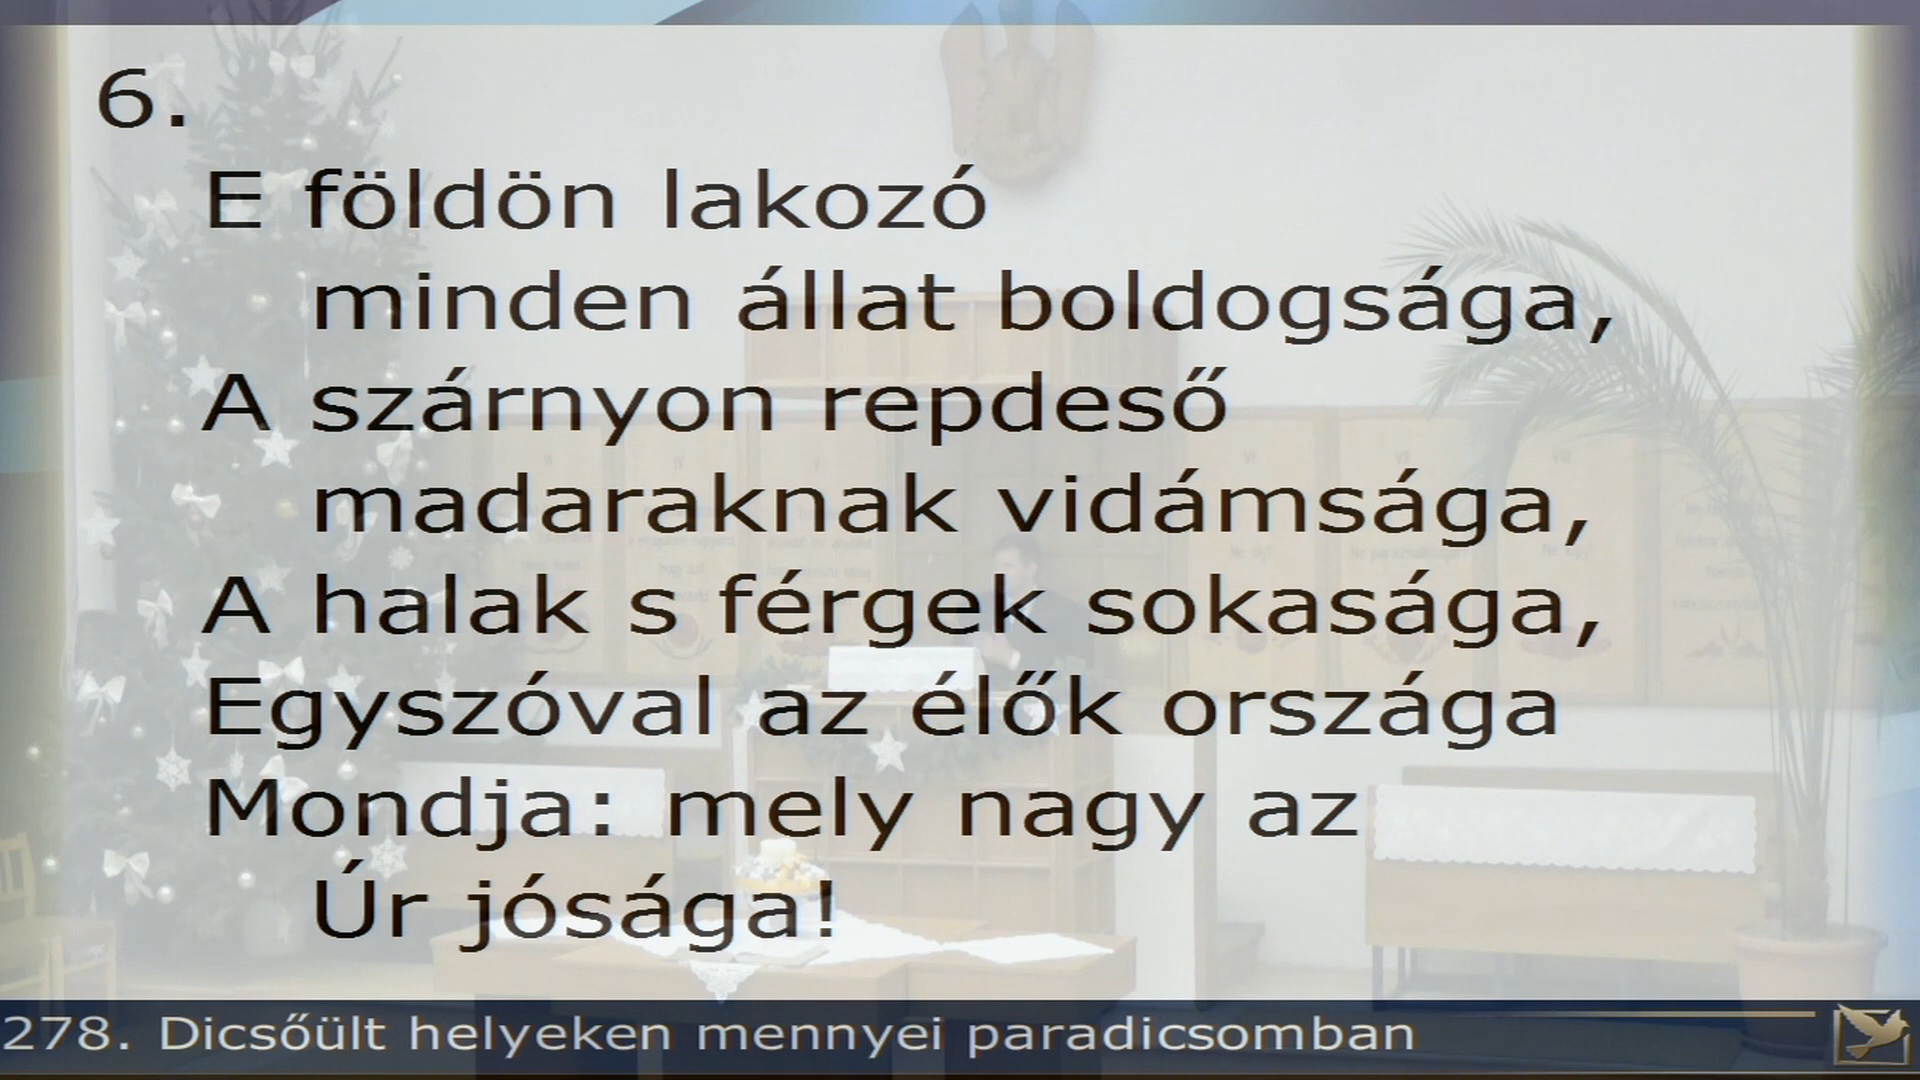 6.
E földön lakozó
minden állat boldogsága,
A szárnyon repdeső
madaraknak vidámsága,
A halak s férgek sokasága,
Egyszóval az élők országa
Mondja: mely nagy az
Úr jósága!
278. Dicsőült helyeken mennyei paradicsomban